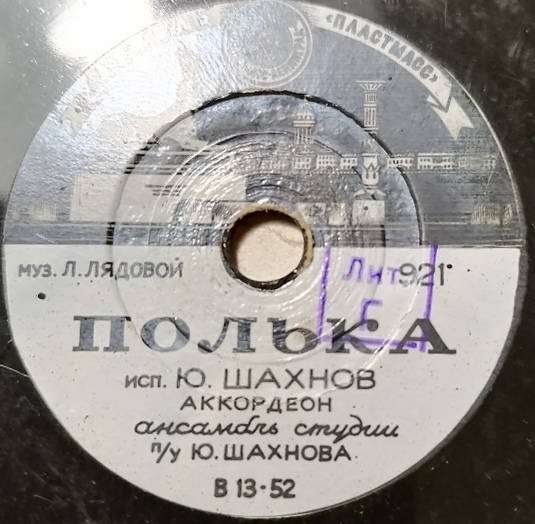 «ПЛАСТМАСС»
МУЗ. Л. ЛЯДОВОЙ
921
Лит.
Г
ПОЛЬКА
ИСП. Ю. ШАХНОВ
АККОРДЕОН
ансамбль студии
П/У Ю. ШАХНОВА
В 13-52